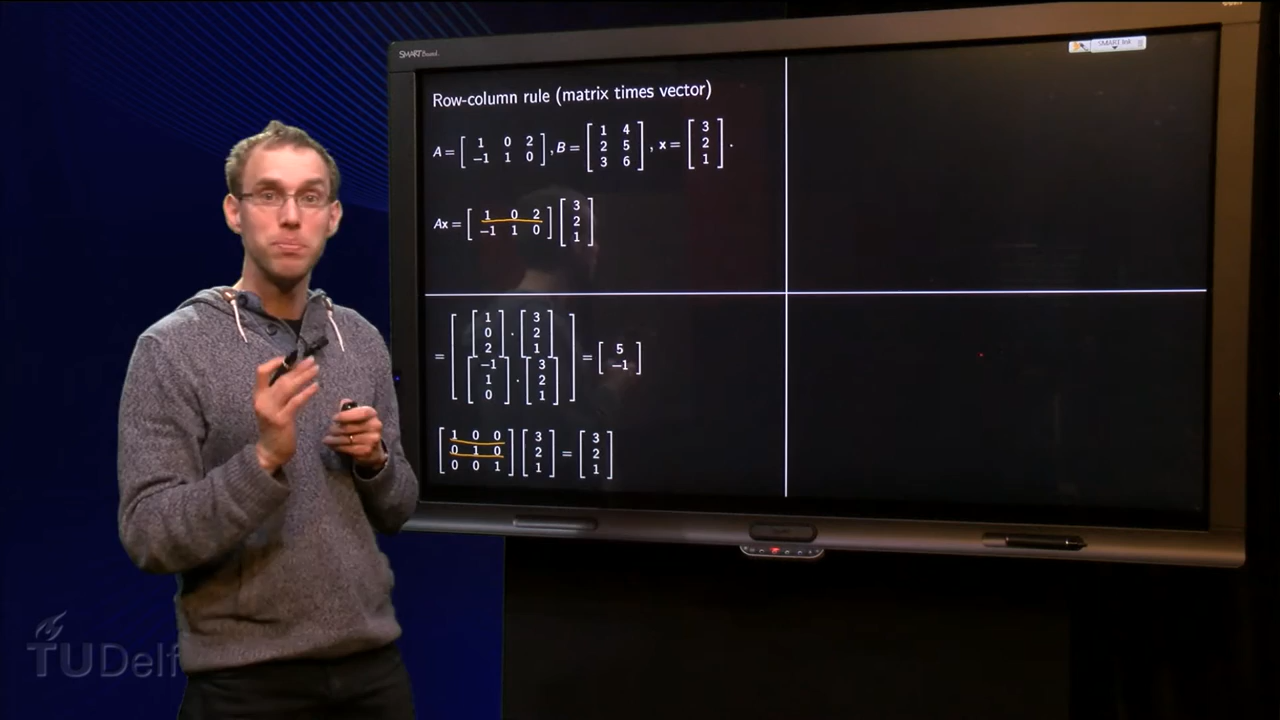 SMART Board
SMART Ink
Row-column rule (matrix times vector)
A = [ 1 0 2
−1 1 0 ], B = [ 1 4
2 5
3 6 ], x = [ 3
2
1 ].
Ax = [ 1 0 2
−1 1 0 ] [ 3
2
1 ]
= [ [ 1
0
2 ] · [ 3
2
1 ]
[ −1
1
0 ] · [ 3
2
1 ] ] = [ 5
−1 ]
[ 1 0 0
0 1 0
0 0 1 ] [ 3
2
1 ] = [ 3
2
1 ]
TU Delf